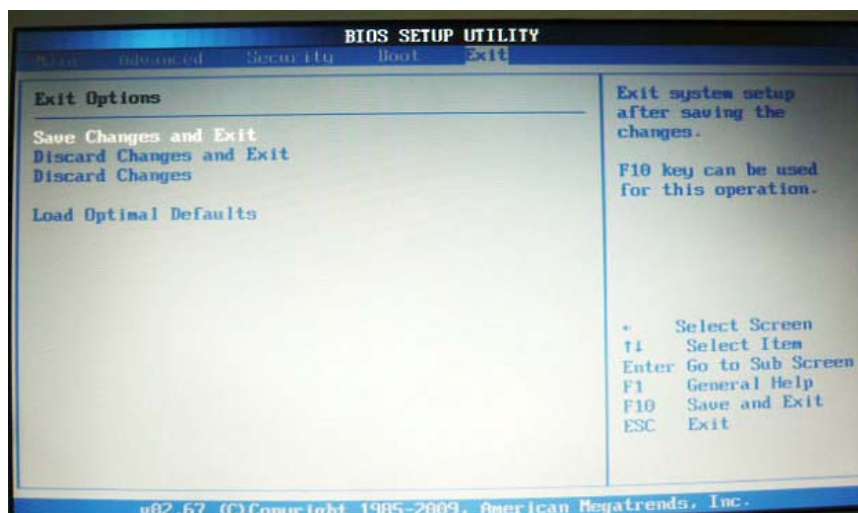 BIOS SETUP UTILITY
Main Advanced Security Boot Exit
Exit Options
Save Changes and Exit
Discard Changes and Exit
Discard Changes
Load Optimal Defaults
Exit system setup
after saving the
changes.
F10 key can be used
for this operation.
← Select Screen
↑↓ Select Item
Enter Go to Sub Screen
F1 General Help
F10 Save and Exit
ESC Exit
v02.67 (C)Copyright 1985-2009, American Megatrends, Inc.